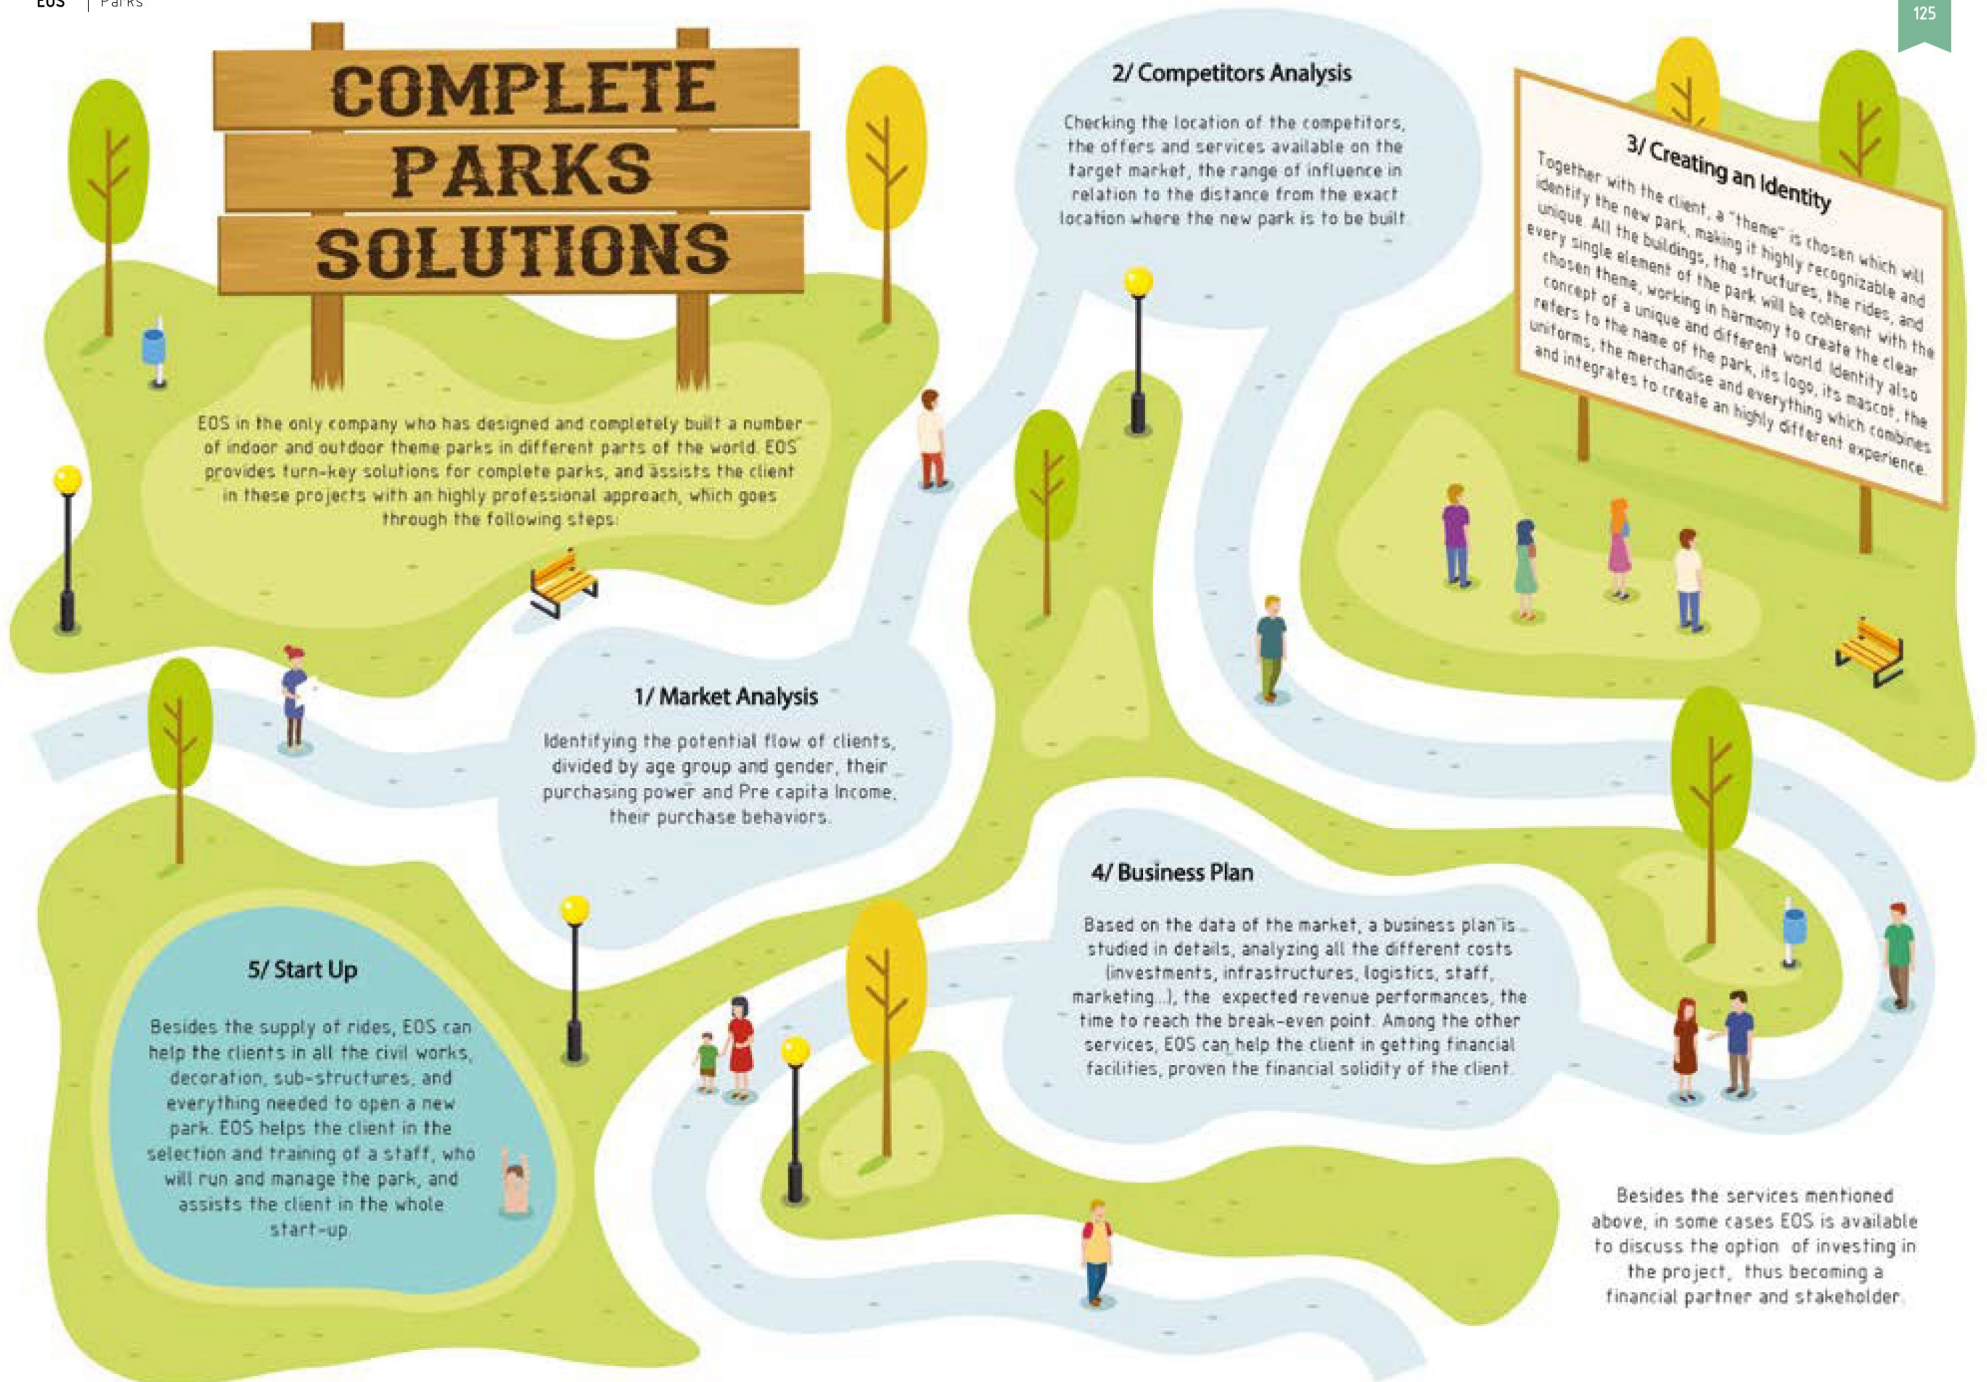 EOS | Parks
125
COMPLETE
PARKS
SOLUTIONS
EOS in the only company who has designed and completely built a number
of indoor and outdoor theme parks in different parts of the world. EOS
provides turn-key solutions for complete parks, and assists the client
in these projects with an highly professional approach, which goes
through the following steps:
1/ Market Analysis
Identifying the potential flow of clients,
divided by age group and gender, their
purchasing power and Pre capita Income,
their purchase behaviors.
2/ Competitors Analysis
Checking the location of the competitors,
the offers and services available on the
target market, the range of influence in
relation to the distance from the exact
location where the new park is to be built.
3/ Creating an Identity
Together with the client, a "theme" is chosen which will
identify the new park, making it highly recognizable and
unique. All the buildings, the structures, the rides, and
every single element of the park will be coherent with the
chosen theme, working in harmony to create the clear
concept of a unique and different world. Identity also
refers to the name of the park, its logo, its mascot, the
uniforms, the merchandise and everything which combines
and integrates to create an highly different experience.
4/ Business Plan
Based on the data of the market, a business plan is
studied in details, analyzing all the different costs
(investments, infrastructures, logistics, staff,
marketing...), the expected revenue performances, the
time to reach the break-even point. Among the other
services, EOS can help the client in getting financial
facilities, proven the financial solidity of the client.
5/ Start Up
Besides the supply of rides, EOS can
help the clients in all the civil works,
decoration, sub-structures, and
everything needed to open a new
park. EOS helps the client in the
selection and training of a staff, who
will run and manage the park, and
assists the client in the whole
start-up.
Besides the services mentioned
above, in some cases EOS is available
to discuss the option of investing in
the project, thus becoming a
financial partner and stakeholder.